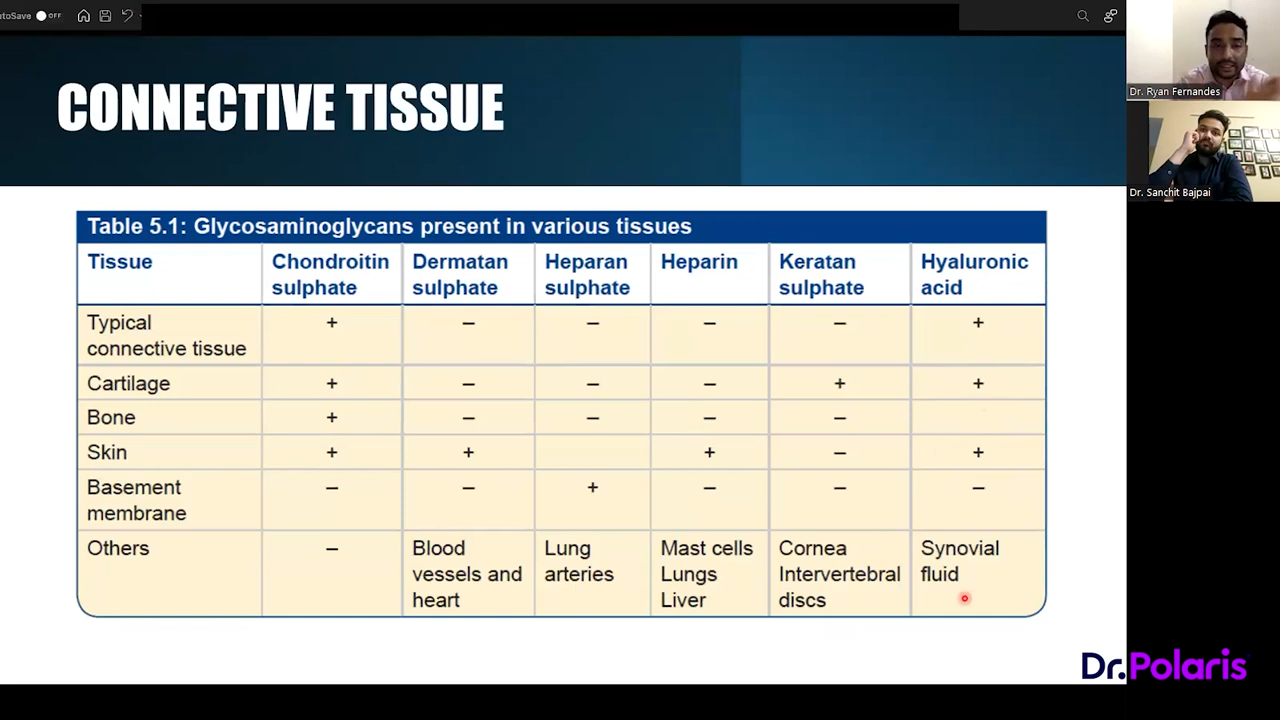 utoSave OFF
CONNECTIVE TISSUE
Dr. Ryan Fernandes
Dr. Sanchit Bajpai
Table 5.1: Glycosaminoglycans present in various tissues
Tissue Chondroitin sulphate Dermatan sulphate Heparan sulphate Heparin Keratan sulphate Hyaluronic acid
Typical connective tissue + – – – – +
Cartilage + – – – + +
Bone + – – – –
Skin + + + – +
Basement membrane – – + – – –
Others – Blood vessels and heart Lung arteries Mast cells Lungs Liver Cornea Intervertebral discs Synovial fluid
Dr.Polaris